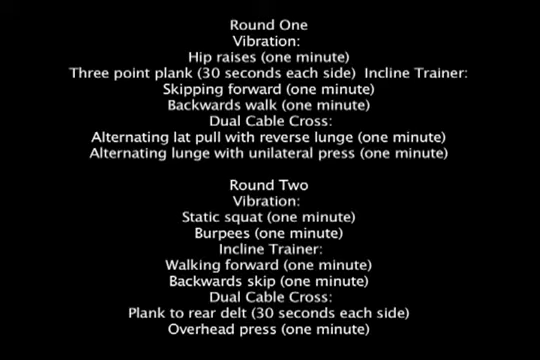 Round One
Vibration:
Hip raises (one minute)
Three point plank (30 seconds each side)  Incline Trainer:
Skipping forward (one minute)
Backwards walk (one minute)
Dual Cable Cross:
Alternating lat pull with reverse lunge (one minute)
Alternating lunge with unilateral press (one minute)
Round Two
Vibration:
Static squat (one minute)
Burpees (one minute)
Incline Trainer:
Walking forward (one minute)
Backwards skip (one minute)
Dual Cable Cross:
Plank to rear delt (30 seconds each side)
Overhead press (one minute)